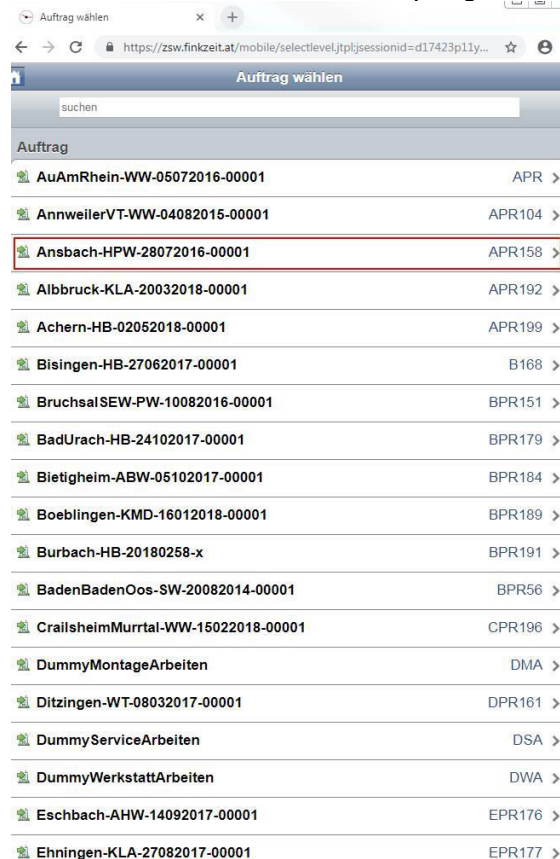 Auftrag wählen
https://zsw.finkzeit.at/mobile/selectlevel.jtpl;jsessionid=d17423p11y...
Auftrag wählen
suchen
Auftrag
AuAmRhein-WW-05072016-00001 APR
AnnweilerVT-WW-04082015-00001 APR104
Ansbach-HPW-28072016-00001 APR158
Albbruck-KLA-20032018-00001 APR192
Achern-HB-02052018-00001 APR199
Bisingen-HB-27062017-00001 B168
BruchsalSEW-PW-10082016-00001 BPR151
BadUrach-HB-24102017-00001 BPR179
Bietigheim-ABW-05102017-00001 BPR184
Boeblingen-KMD-16012018-00001 BPR189
Burbach-HB-20180258-x BPR191
BadenBadenOos-SW-20082014-00001 BPR56
CrailsheimMurrtal-WW-15022018-00001 CPR196
DummyMontageArbeiten DMA
Ditzingen-WT-08032017-00001 DPR161
DummyServiceArbeiten DSA
DummyWerkstattArbeiten DWA
Eschbach-AHW-14092017-00001 EPR176
Ehningen-KLA-27082017-00001 EPR177